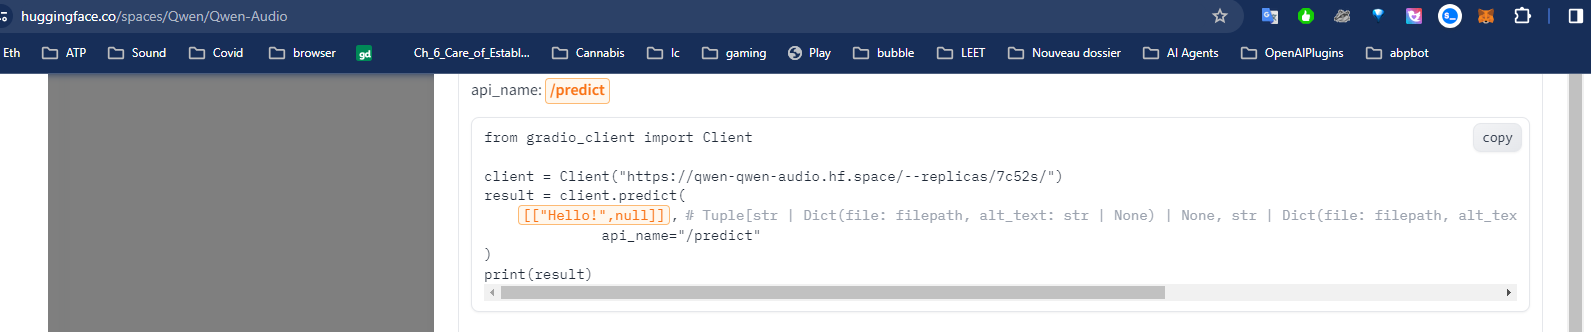 huggingface.co/spaces/Qwen/Qwen-Audio
Eth ATP Sound Covid browser gd Ch_6_Care_of_Establ... Cannabis lc gaming Play bubble LEET Nouveau dossier AI Agents OpenAIPlugins abpbot
api_name: /predict
copy
from gradio_client import Client
client = Client("https://qwen-qwen-audio.hf.space/--replicas/7c52s/")
result = client.predict(
[["Hello!",null]], # Tuple[str | Dict(file: filepath, alt_text: str | None) | None, str | Dict(file: filepath, alt_tex
api_name="/predict"
)
print(result)